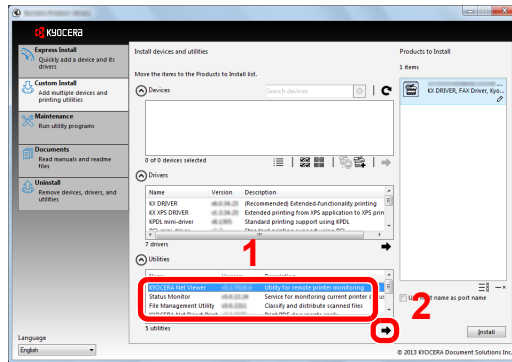 KYOCERA
Express Install
Quickly add a device and its
drivers
Custom Install
Add multiple devices and
printing utilities
Maintenance
Run utility programs
Documents
Read manuals and readme
files
Uninstall
Remove devices, drivers, and
utilities
Language
English
Install devices and utilities
Move the items to the Products to Install list.
Devices
Search devices
0 of 0 devices selected
Drivers
Name Version Description
KX DRIVER (Recommended) Extended-functionality printing
KX XPS DRIVER Extended printing from XPS application to XPS prin
KPDL mini-driver Standard printing support using KPDL
7 drivers
1
Utilities
Name Version Description
KYOCERA Net Viewer Utility for remote printer monitoring
Status Monitor Service for monitoring current printer status
File Management Utility Classify and distribute scanned files
5 utilities
2
Products to Install
1 items
KX DRIVER, FAX Driver, Kyo...
name as port name
Install
© 2013 KYOCERA Document Solutions Inc.